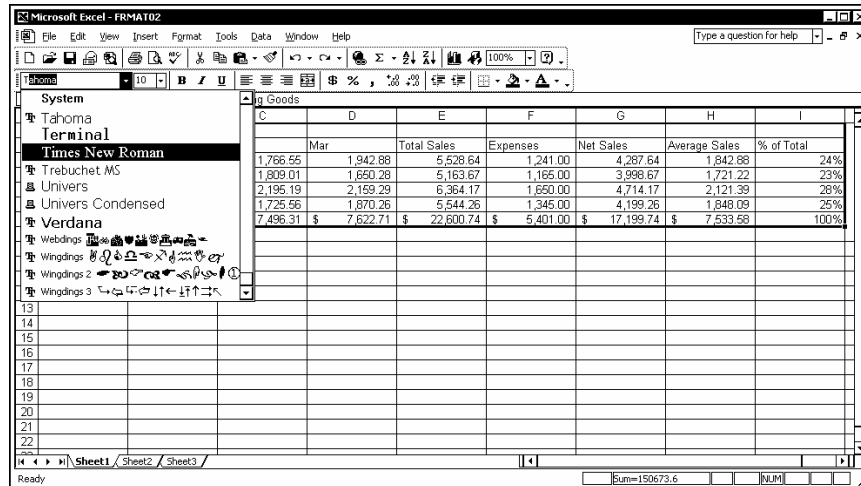 Microsoft Excel - FRMAT02
File Edit View Insert Format Tools Data Window Help Type a question for help
100%
Tahoma 10 B I U $ % ,
g Goods
System
Tahoma
Terminal
Times New Roman
Trebuchet MS
Univers
Univers Condensed
Verdana
Webdings
Wingdings
Wingdings 2
Wingdings 3
C D E F G H I
Mar Total Sales Expenses Net Sales Average Sales % of Total
1,766.55 1,942.88 5,528.64 1,241.00 4,287.64 1,842.88 24%
1,809.01 1,650.28 5,163.67 1,165.00 3,998.67 1,721.22 23%
2,195.19 2,159.29 6,364.17 1,650.00 4,714.17 2,121.39 28%
1,725.56 1,870.26 5,544.26 1,345.00 4,199.26 1,848.09 25%
7,496.31 $ 7,622.71 $ 22,600.74 $ 5,401.00 $ 17,199.74 $ 7,533.58 100%
13
14
15
16
17
18
19
20
21
22
Sheet1 Sheet2 Sheet3
Ready Sum=150673.6 NUM